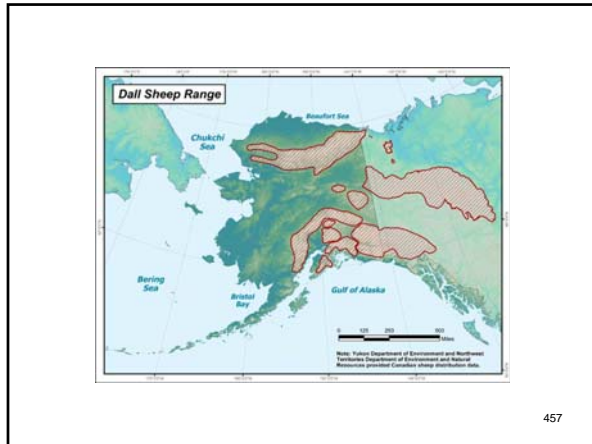 Dall Sheep Range
Beaufort Sea
Chukchi
Sea
Bering
Sea
Bristol
Bay
Gulf of Alaska
0 125 250 500
Miles
Note: Yukon Department of Environment and Northwest
Territories Department of Environment and Natural
Resources provided Canadian sheep distribution data.
457